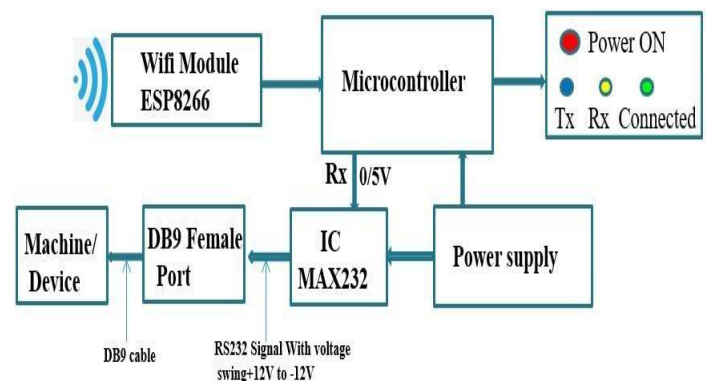 Wifi Module
ESP8266
Microcontroller
Power ON
Tx Rx Connected
Rx 0/5V
Machine/
Device
DB9 Female
Port
IC
MAX232
Power supply
DB9 cable
RS232 Signal With voltage
swing+12V to -12V